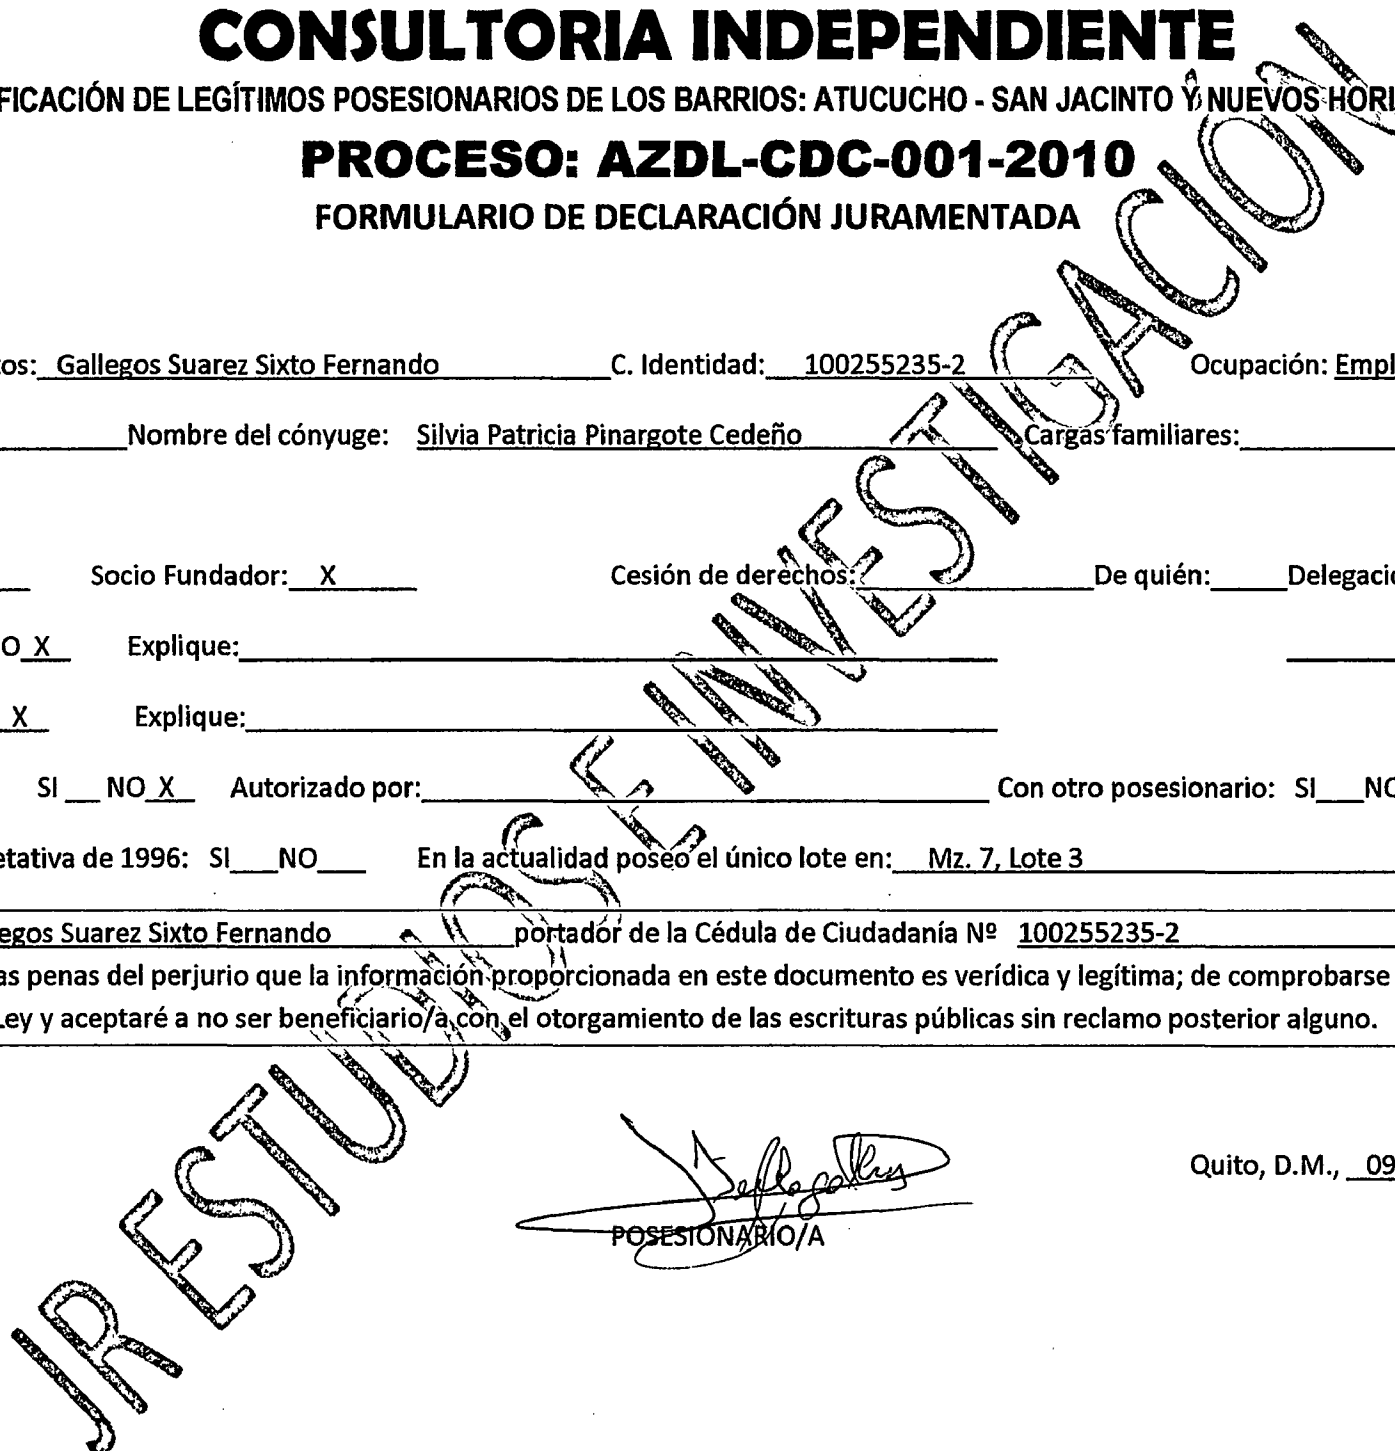 CONSULTORIA INDEPENDIENTE
FICACIÓN DE LEGÍTIMOS POSESIONARIOS DE LOS BARRIOS: ATUCUCHO - SAN JACINTO Y NUEVOS HORI
PROCESO: AZDL-CDC-001-2010
FORMULARIO DE DECLARACIÓN JURAMENTADA
tos: Gallegos Suarez Sixto Fernando C. Identidad: 100255235-2 Ocupación: Empl
Nombre del cónyuge: Silvia Patricia Pinargote Cedeño Cargas familiares:
Socio Fundador: X Cesión de derechos: De quién: Delegaci
O X Explique:
X Explique:
SI __ NO X Autorizado por: Con otro posesionario: SI___NO
etativa de 1996: SI___NO___ En la actualidad poseo el único lote en: Mz. 7, Lote 3
egos Suarez Sixto Fernando portador de la Cédula de Ciudadanía Nº 100255235-2
as penas del perjurio que la información proporcionada en este documento es verídica y legítima; de comprobarse
Ley y aceptaré a no ser beneficiario/a con el otorgamiento de las escrituras públicas sin reclamo posterior alguno.
Quito, D.M., 09
POSESIONARIO/A
JR ESTUDIOS E INVESTIGACION